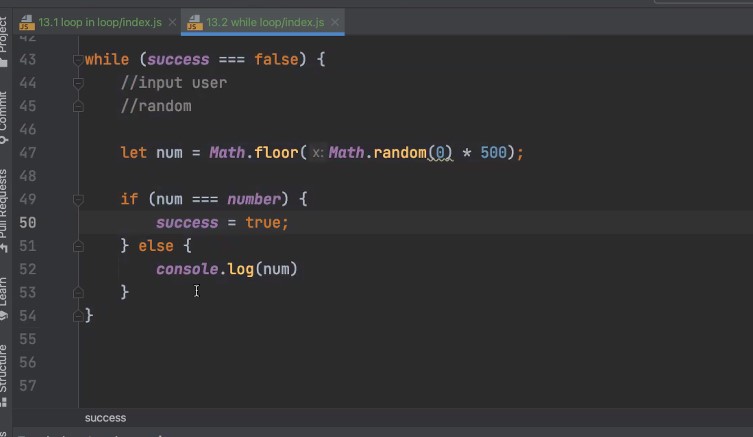 13.1 loop in loop/index.js
13.2 while loop/index.js
Project
Commit
Pull Requests
Learn
Structure
42
43 while (success === false) {
44 //input user
45 //random
46
47 let num = Math.floor( x: Math.random(0) * 500);
48
49 if (num === number) {
50 success = true;
51 } else {
52 console.log(num)
53 }
54 }
55
56
57
success